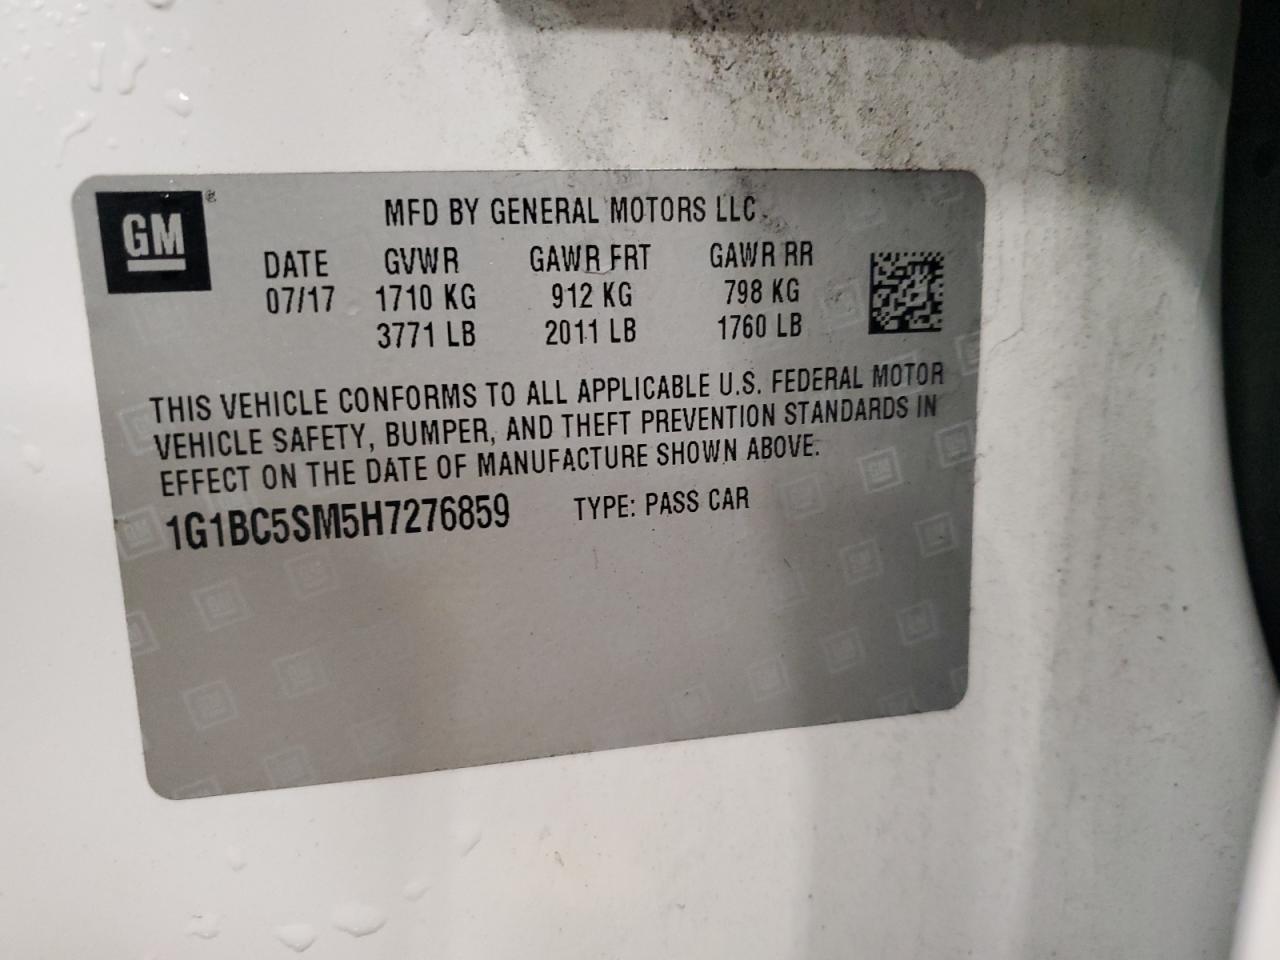 GM®
MFD BY GENERAL MOTORS LLC
DATE GVWR GAWR FRT GAWR RR
07/17 1710 KG 912 KG 798 KG
3771 LB 2011 LB 1760 LB
THIS VEHICLE CONFORMS TO ALL APPLICABLE U.S. FEDERAL MOTOR
VEHICLE SAFETY, BUMPER, AND THEFT PREVENTION STANDARDS IN
EFFECT ON THE DATE OF MANUFACTURE SHOWN ABOVE.
1G1BC5SM5H7276859 TYPE: PASS CAR